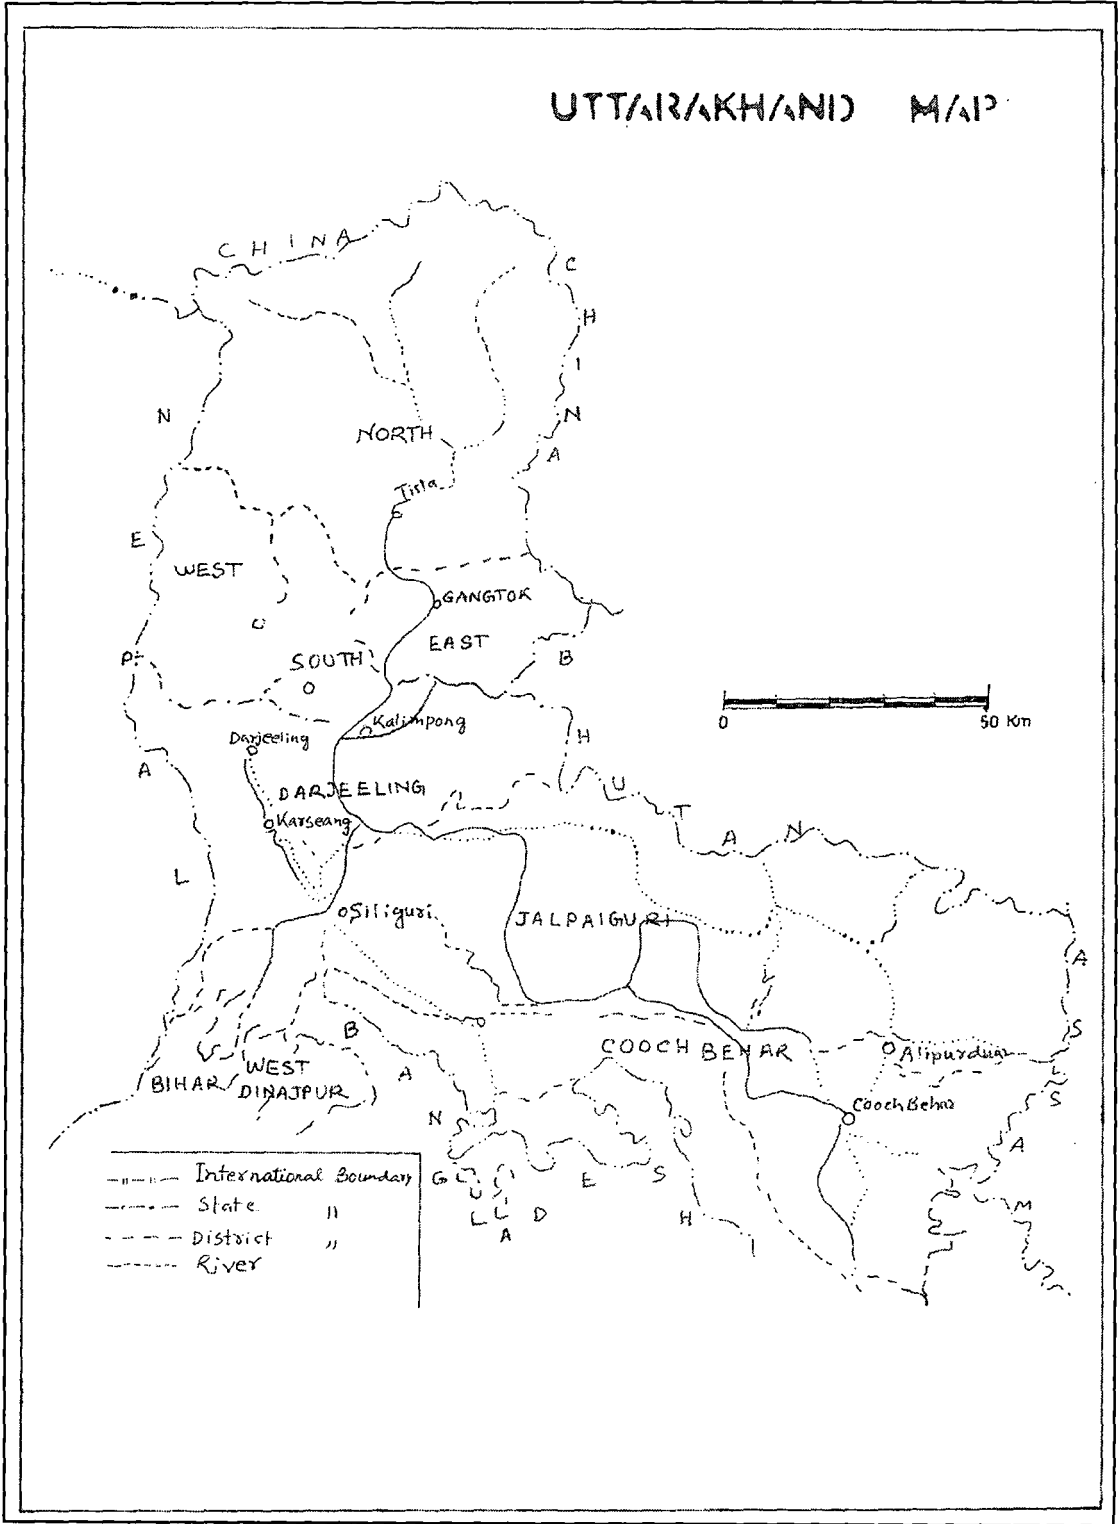 UTTARAKHAND MAP
CHINA
CHINA
NEPAL
NORTH
Tista
WEST
GANGTOK
EAST
SOUTH
BHUTAN
0 50 Km
Kalimpong
Darjeeling
DARJEELING
Karseang
Siliguri
JALPAIGURI
BANGLADESH
COOCH BEHAR
Alipurduar
Cooch Behar
ASSAM
BIHAR
WEST
DINAJPUR
International Boundary
State "
District "
River